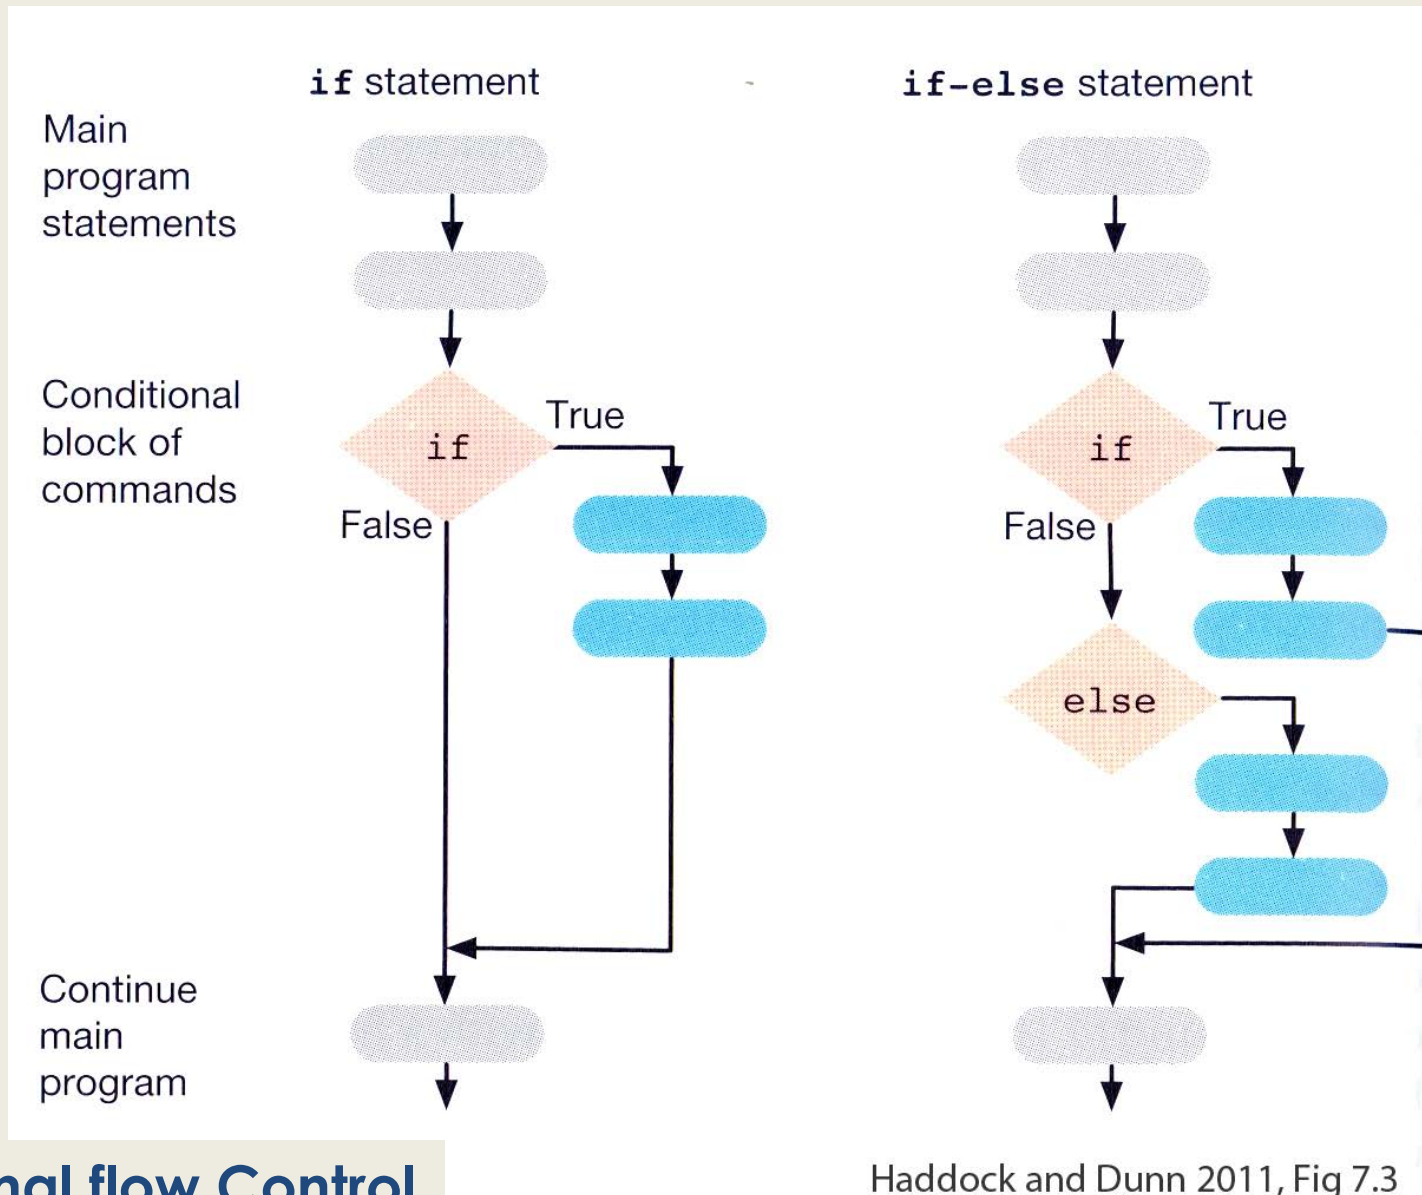 if statement
if-else statement
Main
program
statements
Conditional
block of
commands
if
True
False
if
True
False
else
Continue
main
program
flow Control
Haddock and Dunn 2011, Fig 7.3